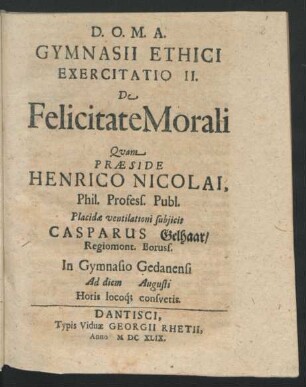 D. O. M. A.
GYMNASII ETHICI
EXERCITATIO II.
De
Felicitate Morali
Qvam
PRÆSIDE
HENRICO NICOLAI,
Phil. Profess. Publ.
Placidæ ventilationi subjicit
CASPARUS Gelhaar/
Regiomont. Boruss.
In Gymnasio Gedanensi
Ad diem Augusti
Horis locoq; consvetis.
DANTISCI,
Typis Viduæ GEORGII RHETII,
Anno M DC XLIX.